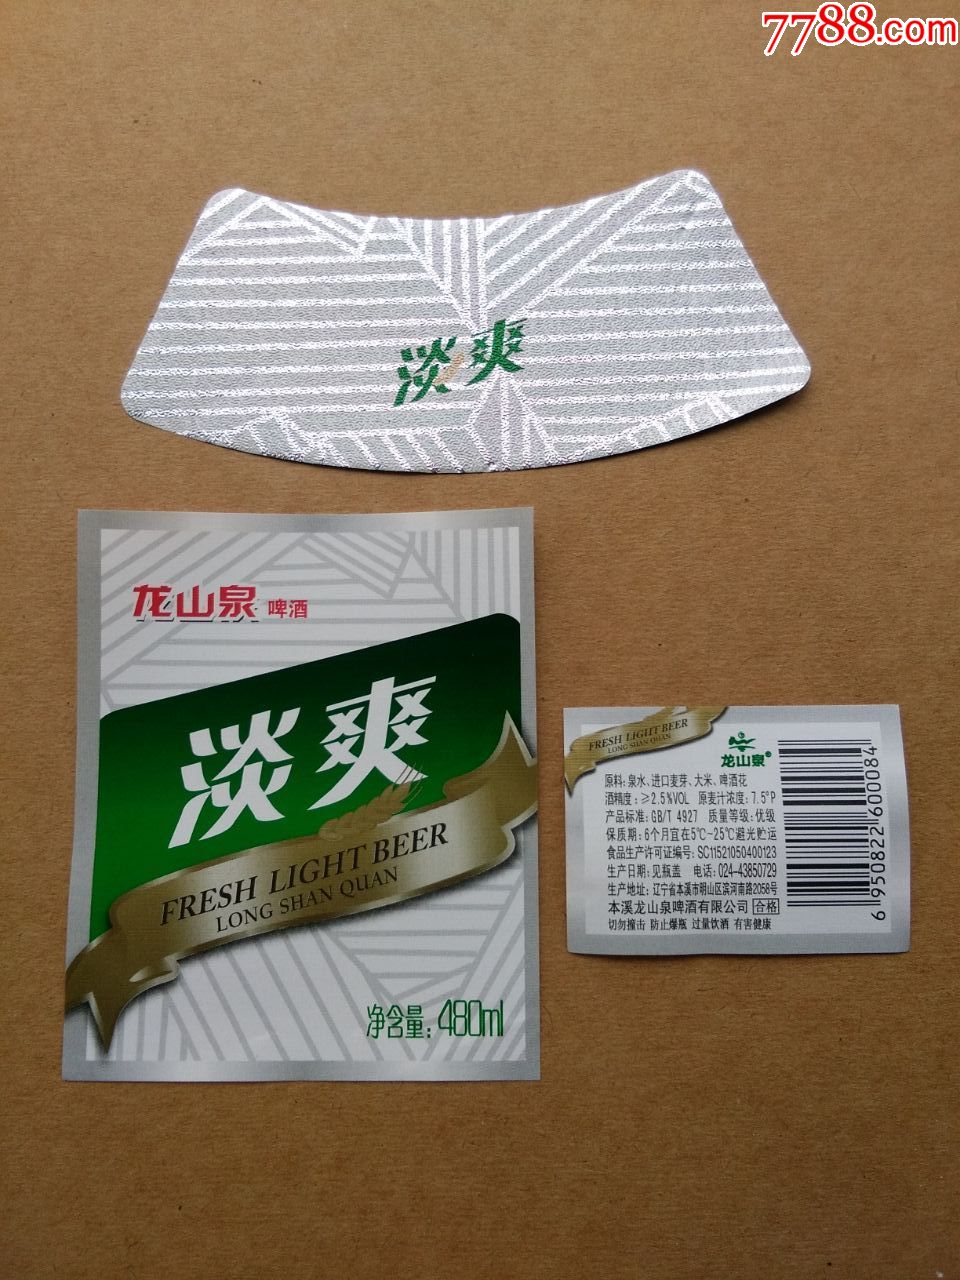 7788.com
淡爽
龙山泉 啤酒
淡爽
FRESH LIGHT BEER
LONG SHAN QUAN
净含量:480ml
FRESH LIGHT BEER
LONG SHAN QUAN
龙山泉®
原料:泉水、进口麦芽、大米、啤酒花
酒精度:≥2.5%VOL 原麦汁浓度:7.5°P
产品标准:GB/T 4927 质量等级:优级
保质期:6个月宜在5℃~25℃避光贮运
食品生产许可证编号:SC11521050400123
生产日期:见瓶盖 电话:024-43850729
生产地址:辽宁省本溪市明山区滨河南路2058号
本溪龙山泉啤酒有限公司 合格
切勿撞击 防止爆瓶 过量饮酒 有害健康
6950822600084